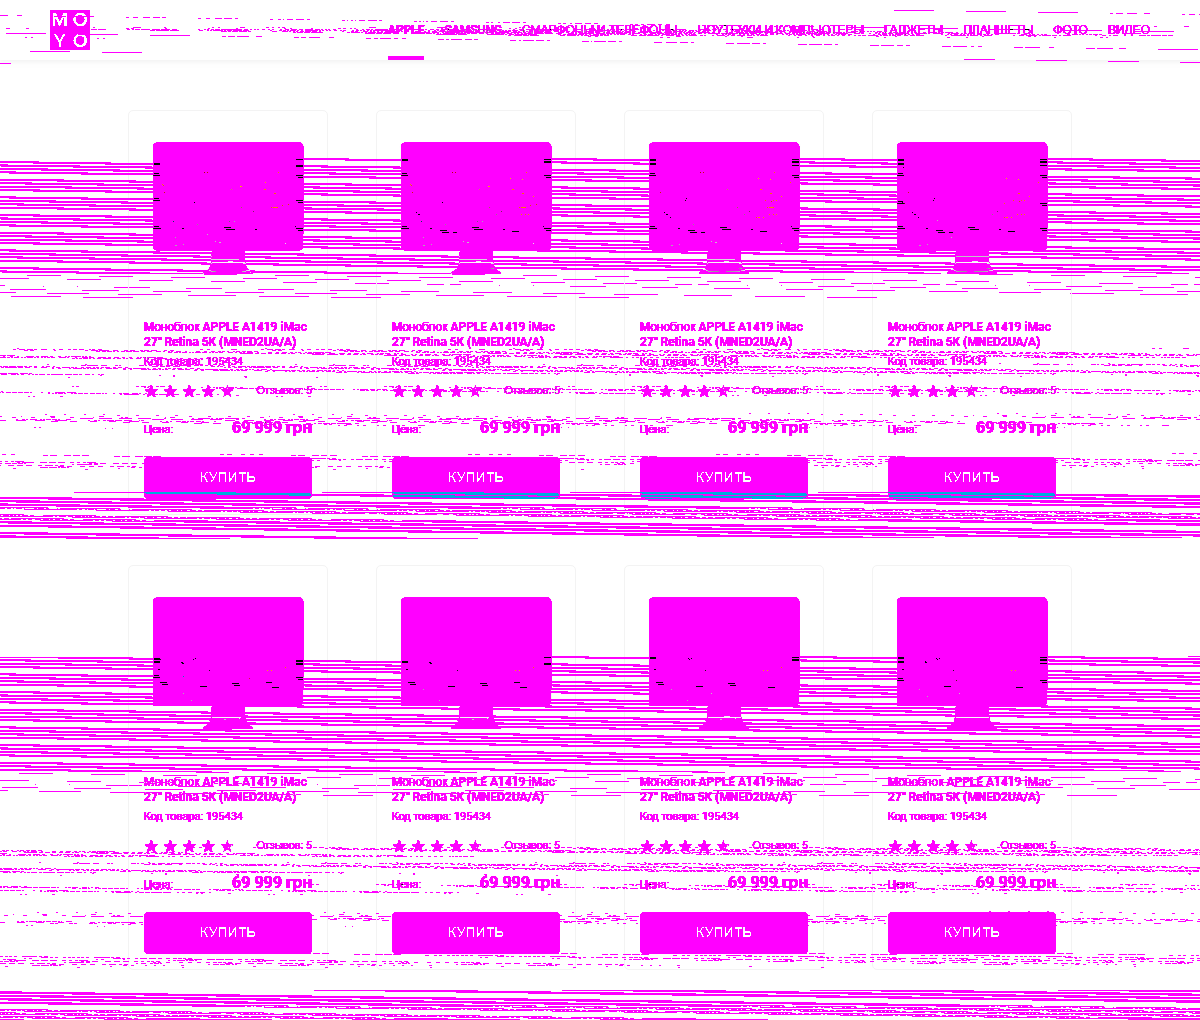 MO
YO
APPLE SAMSUNG СМАРФОНЫ И ТЕЛЕФОНЫ НОУТБУКИ И КОМПЬЮТЕРЫ ГАДЖЕТЫ ПЛАНШЕТЫ ФОТО ВИДЕО
Моноблок APPLE A1419 iMac Моноблок APPLE A1419 iMac Моноблок APPLE A1419 iMac Моноблок APPLE A1419 iMac
27" Retina 5K (MNED2UA/A) 27" Retina 5K (MNED2UA/A) 27" Retina 5K (MNED2UA/A) 27" Retina 5K (MNED2UA/A)
Код товара: 195434 Код товара: 195434 Код товара: 195434 Код товара: 195434
Отзывов: 5 Отзывов: 5 Отзывов: 5 Отзывов: 5
Цена: 69 999 грн Цена: 69 999 грн Цена: 69 999 грн Цена: 69 999 грн
КУПИТЬ КУПИТЬ КУПИТЬ КУПИТЬ
Моноблок APPLE A1419 iMac Моноблок APPLE A1419 iMac Моноблок APPLE A1419 iMac Моноблок APPLE A1419 iMac
27" Retina 5K (MNED2UA/A) 27" Retina 5K (MNED2UA/A) 27" Retina 5K (MNED2UA/A) 27" Retina 5K (MNED2UA/A)
Код товара: 195434 Код товара: 195434 Код товара: 195434 Код товара: 195434
Отзывов: 5 Отзывов: 5 Отзывов: 5 Отзывов: 5
Цена: 69 999 грн Цена: 69 999 грн Цена: 69 999 грн Цена: 69 999 грн
КУПИТЬ КУПИТЬ КУПИТЬ КУПИТЬ